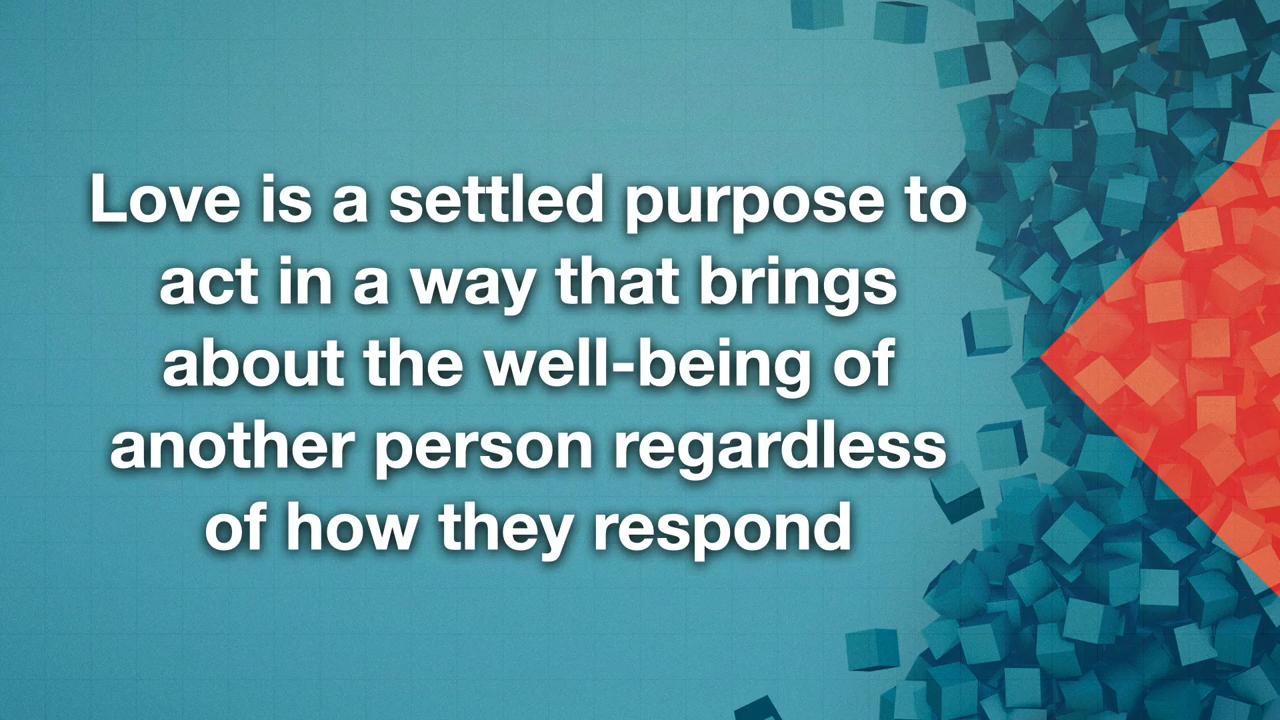 Love is a settled purpose to
act in a way that brings
about the well-being of
another person regardless
of how they respond